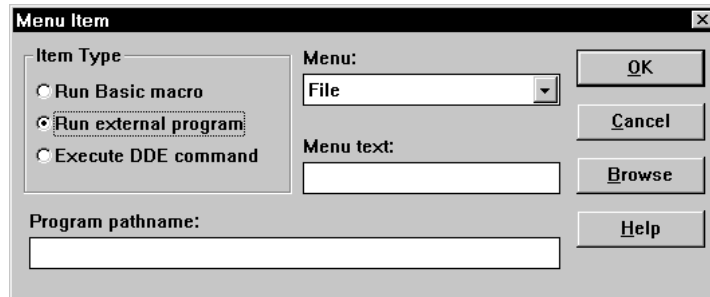 Menu Item
Item Type
Run Basic macro
Run external program
Execute DDE command
Menu:
File
Menu text:
Program pathname:
OK
Cancel
Browse
Help